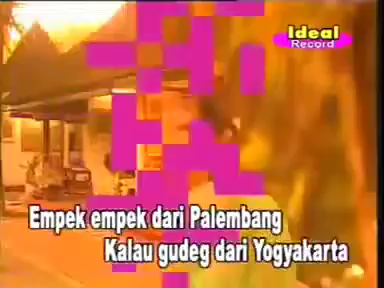 Ideal
Record
Empek empek dari Palembang
Kalau gudeg dari Yogyakarta